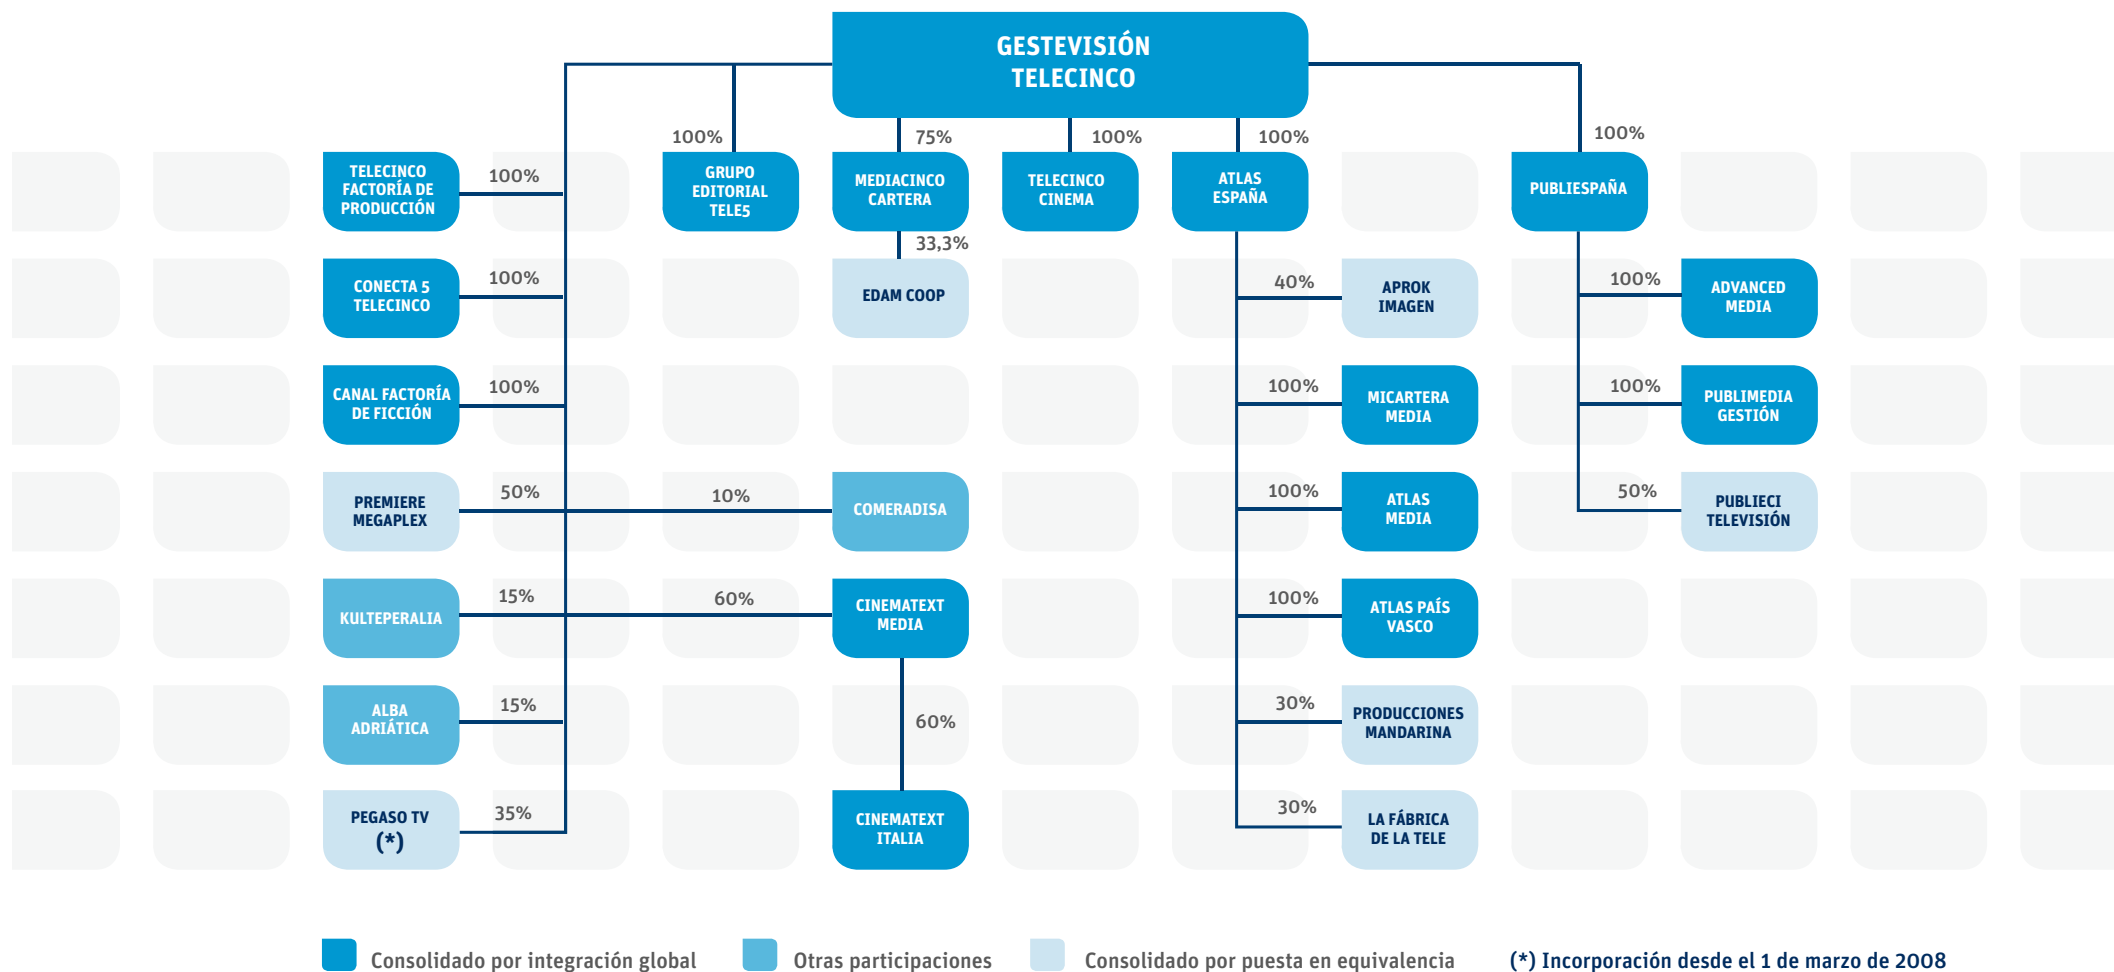 GESTEVISIÓN
TELECINCO
100%
75%
100%
100%
100%
TELECINCO
FACTORÍA DE
PRODUCCIÓN
100%
GRUPO
EDITORIAL
TELE5
MEDIACINCO
CARTERA
TELECINCO
CINEMA
ATLAS
ESPAÑA
PUBLIESPAÑA
33,3%
CONECTA 5
TELECINCO
100%
EDAM COOP
40%
APROK
IMAGEN
100%
ADVANCED
MEDIA
CANAL FACTORÍA
DE FICCIÓN
100%
100%
MICARTERA
MEDIA
100%
PUBLIMEDIA
GESTIÓN
PREMIERE
MEGAPLEX
50%
10%
COMERADISA
100%
ATLAS
MEDIA
50%
PUBLIECI
TELEVISIÓN
KULTEPERALIA
15%
60%
CINEMATEXT
MEDIA
100%
ATLAS PAÍS
VASCO
ALBA
ADRIÁTICA
15%
60%
30%
PRODUCCIONES
MANDARINA
PEGASO TV
(*)
35%
CINEMATEXT
ITALIA
30%
LA FÁBRICA
DE LA TELE
Consolidado por integración global
Otras participaciones
Consolidado por puesta en equivalencia
(*) Incorporación desde el 1 de marzo de 2008